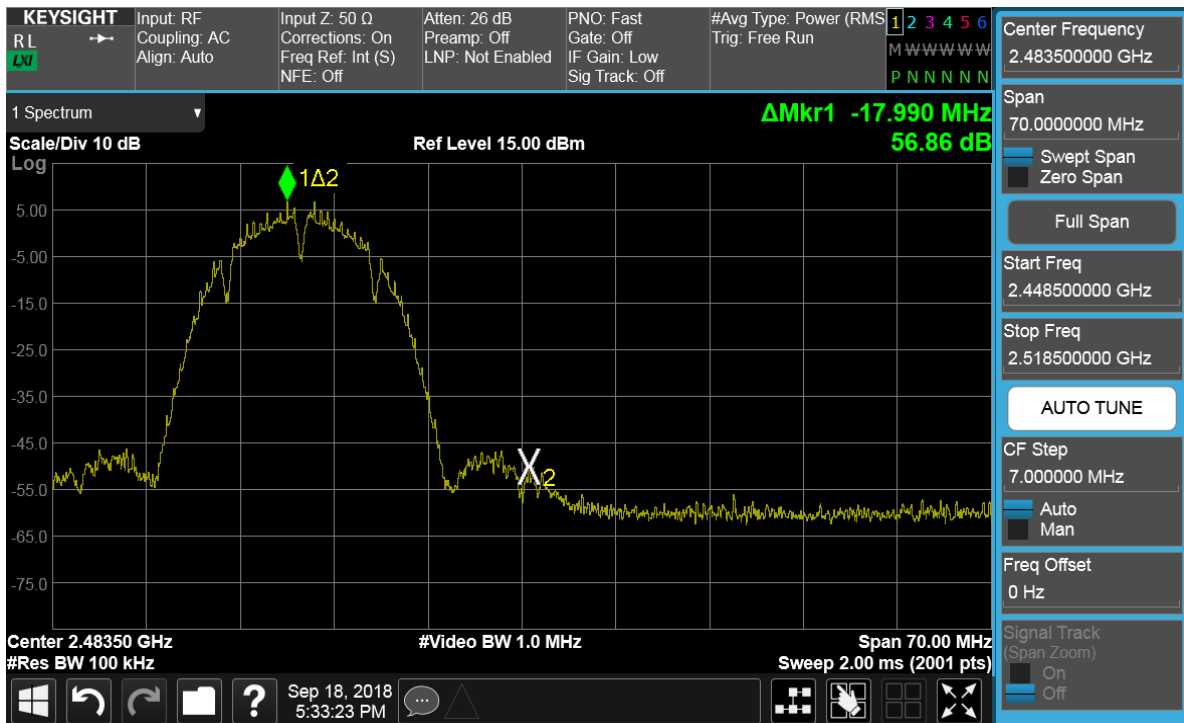 KEYSIGHT Input: RF Input Z: 50 Ω Atten: 26 dB PNO: Fast #Avg Type: Power (RMS 1 2 3 4 5 6
RL Coupling: AC Corrections: On Preamp: Off Gate: Off Trig: Free Run
LXI Align: Auto Freq Ref: Int (S) LNP: Not Enabled IF Gain: Low M W W W W W
NFE: Off Sig Track: Off P N N N N N
1 Spectrum
ΔMkr1 -17.990 MHz
Scale/Div 10 dB Ref Level 15.00 dBm 56.86 dB
Log
1Δ2
5.00
-5.00
-15.0
-25.0
-35.0
-45.0
X2
-55.0
-65.0
-75.0
Center 2.48350 GHz #Video BW 1.0 MHz Span 70.00 MHz
#Res BW 100 kHz Sweep 2.00 ms (2001 pts)
?
Sep 18, 2018
5:33:23 PM
Center Frequency
2.483500000 GHz
Span
70.0000000 MHz
Swept Span
Zero Span
Full Span
Start Freq
2.448500000 GHz
Stop Freq
2.518500000 GHz
AUTO TUNE
CF Step
7.000000 MHz
Auto
Man
Freq Offset
0 Hz
Signal Track
(Span Zoom)
On
Off